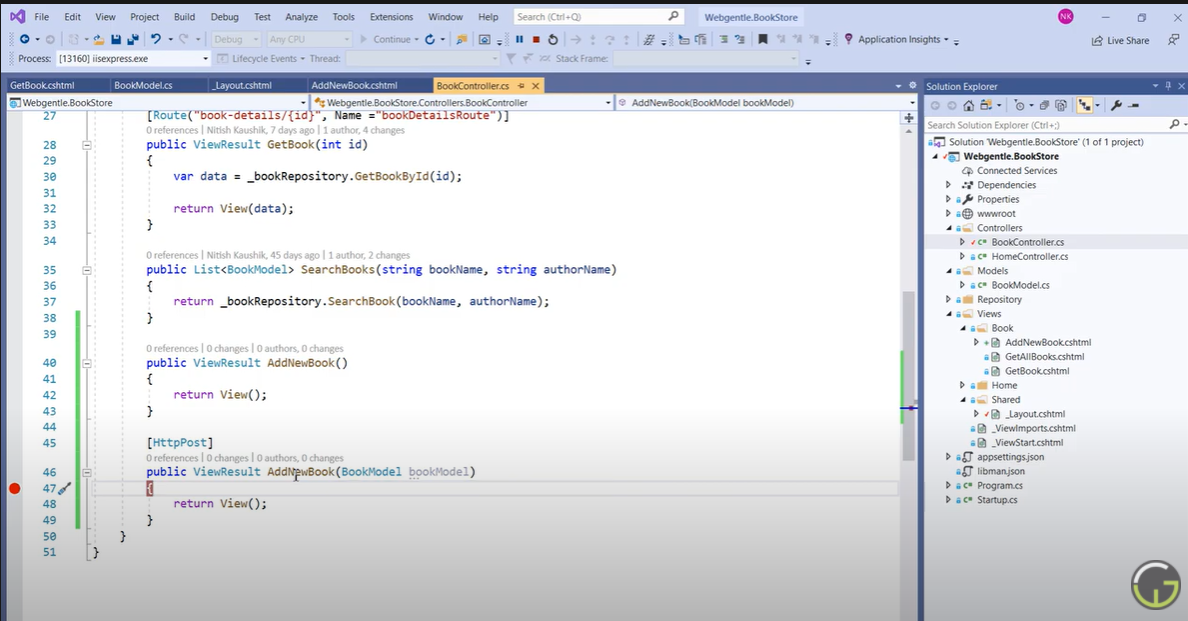 File Edit View Project Build Debug Test Analyze Tools Extensions Window Help Search (Ctrl+Q) Webgentle.BookStore NK
Debug Any CPU Continue Application Insights Live Share
Process: [13160] iisexpress.exe Lifecycle Events Thread: Stack Frame:
GetBook.cshtml BookModel.cs _Layout.cshtml AddNewBook.cshtml BookController.cs
Webgentle.BookStore Webgentle.BookStore.Controllers.BookController AddNewBook(BookModel bookModel)
27 [Route("book-details/{id}", Name ="bookDetailsRoute")]
0 references | Nitish Kaushik, 7 days ago | 1 author, 4 changes
28 public ViewResult GetBook(int id)
29 {
30 var data = _bookRepository.GetBookById(id);
31
32 return View(data);
33 }
34
0 references | Nitish Kaushik, 45 days ago | 1 author, 2 changes
35 public List<BookModel> SearchBooks(string bookName, string authorName)
36 {
37 return _bookRepository.SearchBook(bookName, authorName);
38 }
39
0 references | 0 changes | 0 authors, 0 changes
40 public ViewResult AddNewBook()
41 {
42 return View();
43 }
44
45 [HttpPost]
0 references | 0 changes | 0 authors, 0 changes
46 public ViewResult AddNewBook(BookModel bookModel)
47 {
48 return View();
49 }
50 }
51 }
Solution Explorer
Search Solution Explorer (Ctrl+;)
Solution 'Webgentle.BookStore' (1 of 1 project)
Webgentle.BookStore
Connected Services
Dependencies
Properties
wwwroot
Controllers
C# BookController.cs
C# HomeController.cs
Models
C# BookModel.cs
Repository
Views
Book
AddNewBook.cshtml
GetAllBooks.cshtml
GetBook.cshtml
Home
Shared
_Layout.cshtml
_ViewImports.cshtml
_ViewStart.cshtml
appsettings.json
libman.json
C# Program.cs
C# Startup.cs